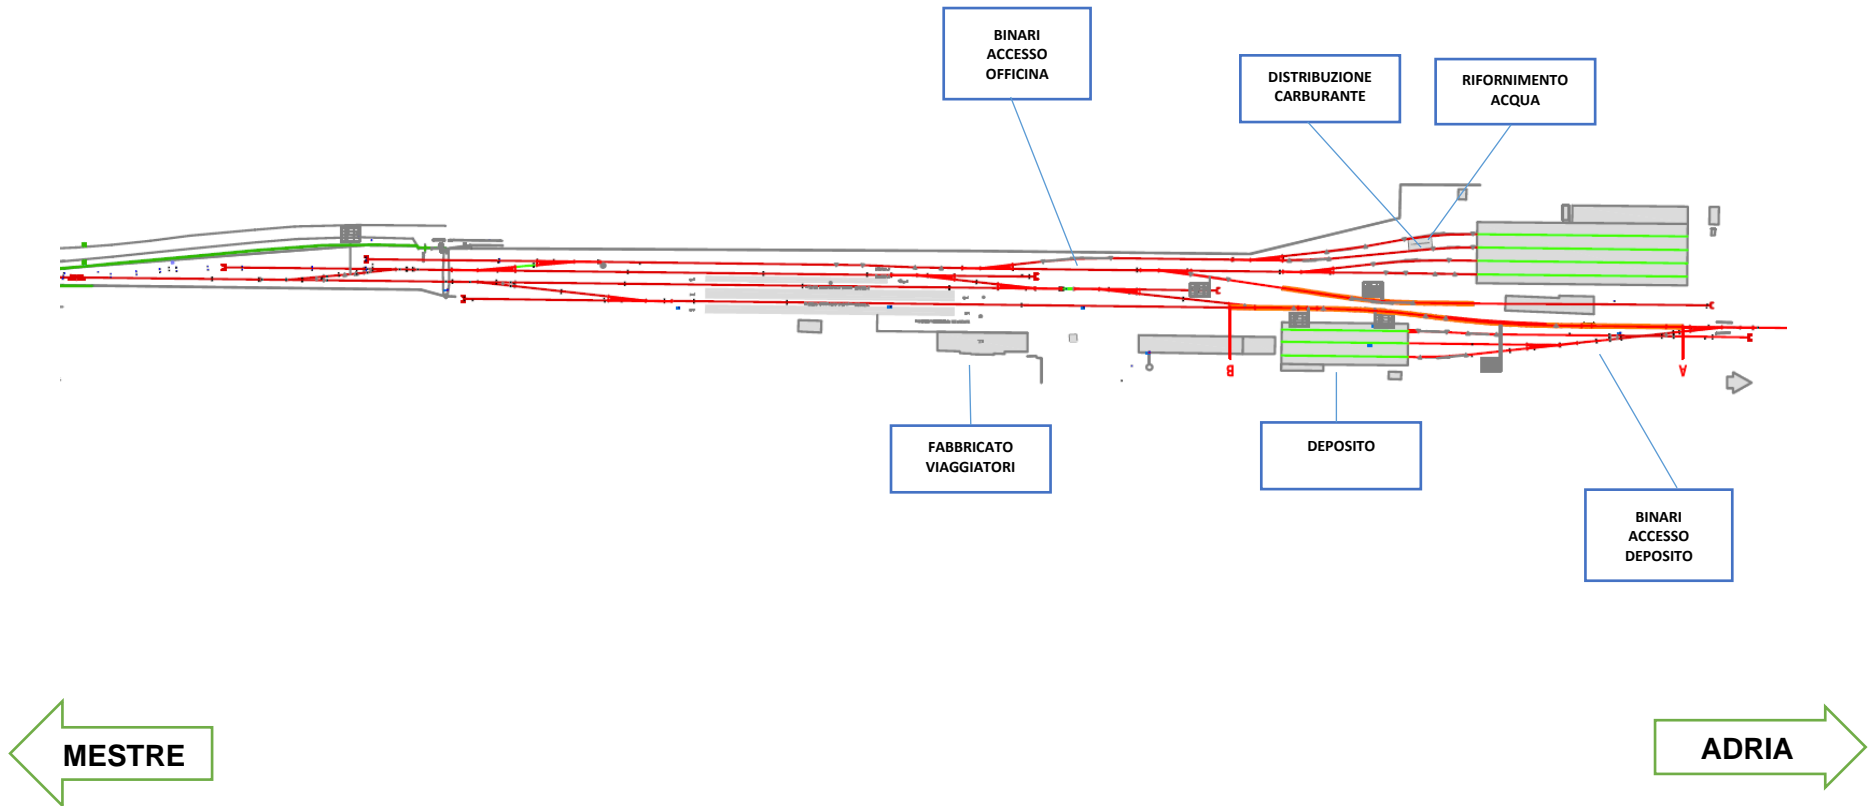 BINARI
ACCESSO
OFFICINA
DISTRIBUZIONE
CARBURANTE
RIFORNIMENTO
ACQUA
B
A
FABBRICATO
VIAGGIATORI
DEPOSITO
BINARI
ACCESSO
DEPOSITO
MESTRE
ADRIA